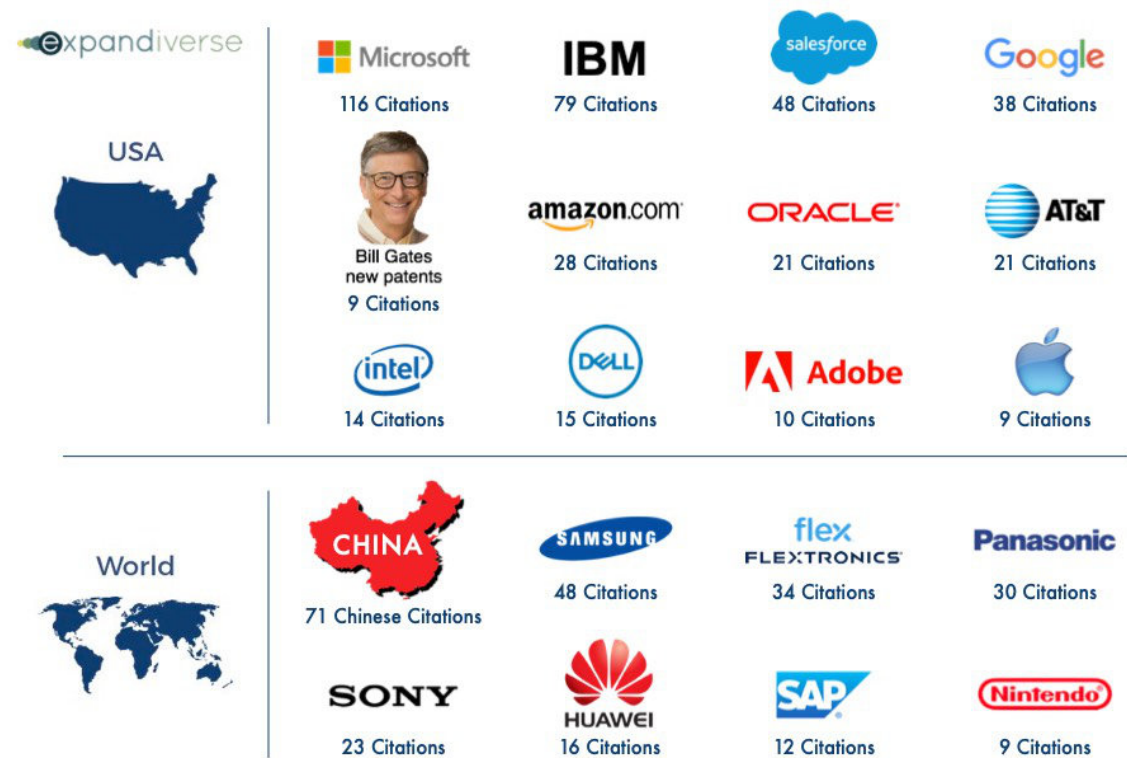 expandiverse
USA
Microsoft
116 Citations
IBM
79 Citations
salesforce
48 Citations
Google
38 Citations
Bill Gates
new patents
9 Citations
amazon.com
28 Citations
ORACLE
21 Citations
AT&T
21 Citations
intel
14 Citations
DELL
15 Citations
Adobe
10 Citations
9 Citations
World
CHINA
71 Chinese Citations
SAMSUNG
48 Citations
flex
FLEXTRONICS
34 Citations
Panasonic
30 Citations
SONY
23 Citations
HUAWEI
16 Citations
SAP
12 Citations
Nintendo
9 Citations